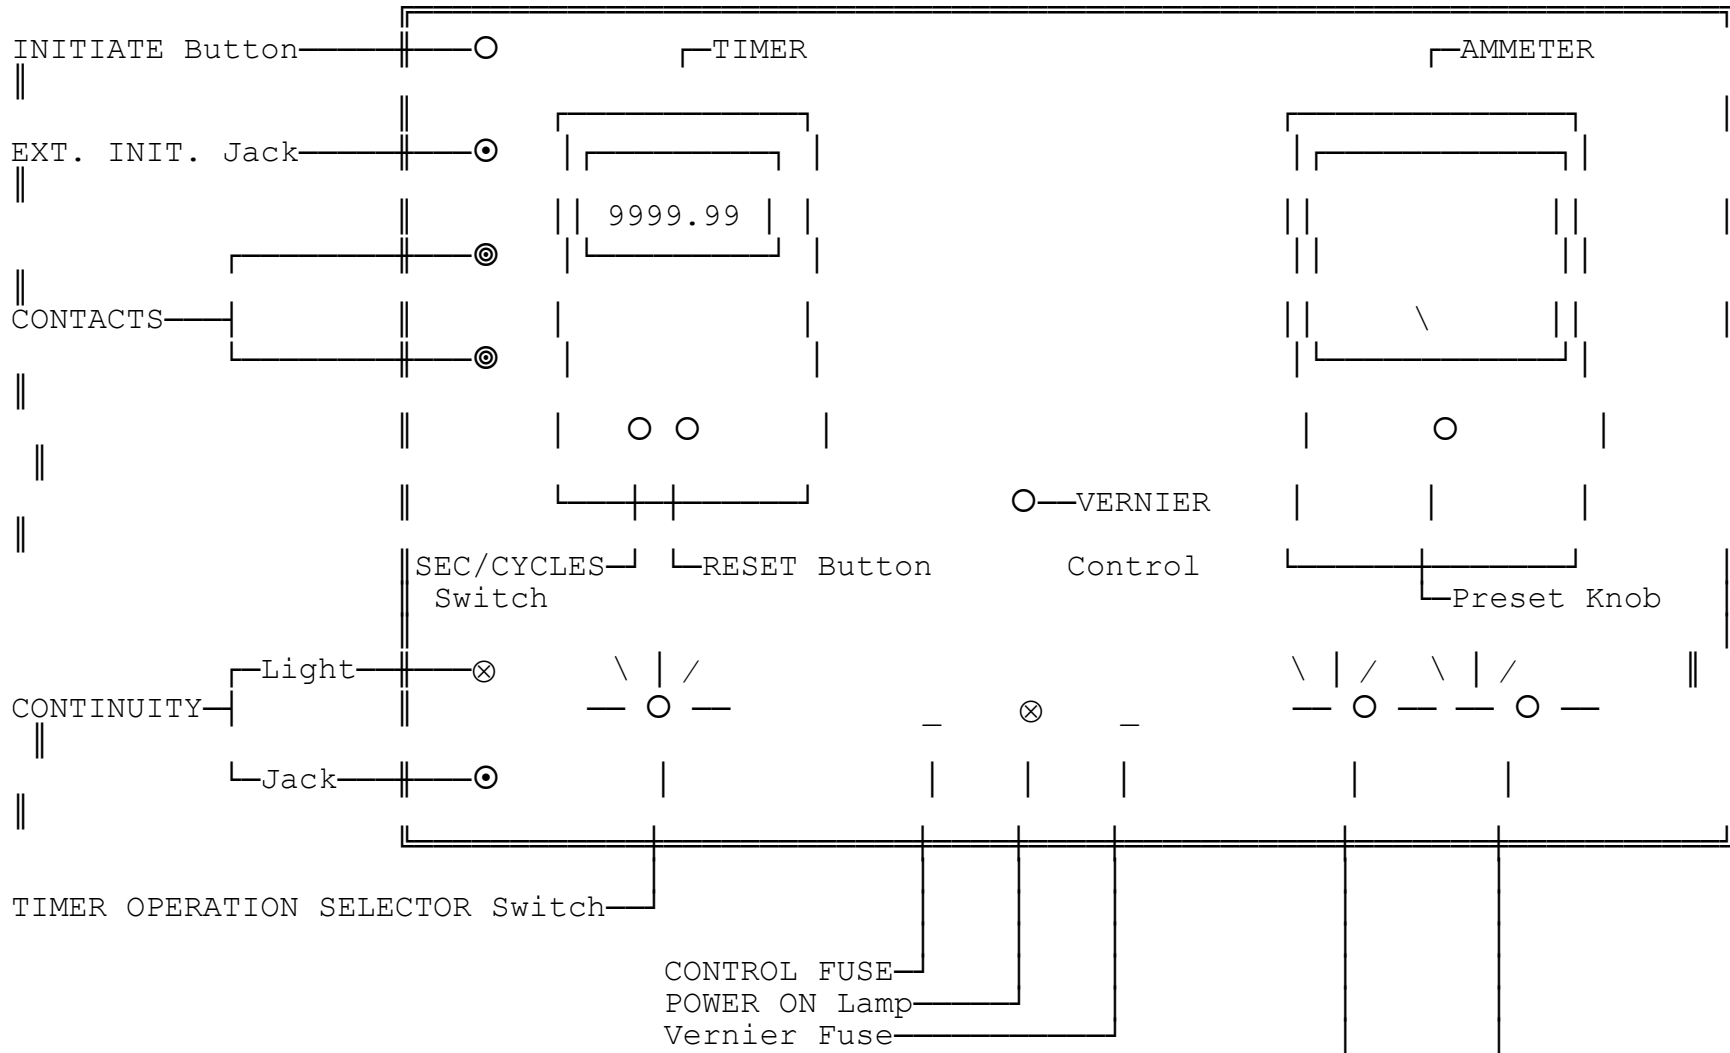 INITIATE Button TIMER AMMETER
EXT. INIT. Jack
9999.99
CONTACTS
VERNIER
SEC/CYCLES RESET Button Control
Switch Preset Knob
Light
CONTINUITY
Jack
TIMER OPERATION SELECTOR Switch
CONTROL FUSE
POWER ON Lamp
Vernier Fuse